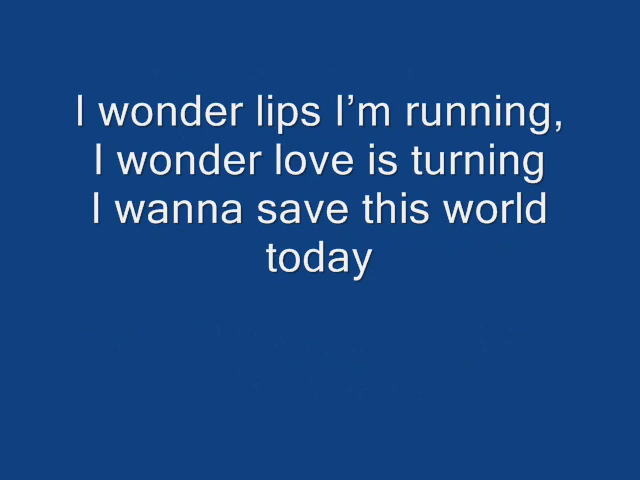 I wonder lips I’m running,
I wonder love is turning
I wanna save this world
today